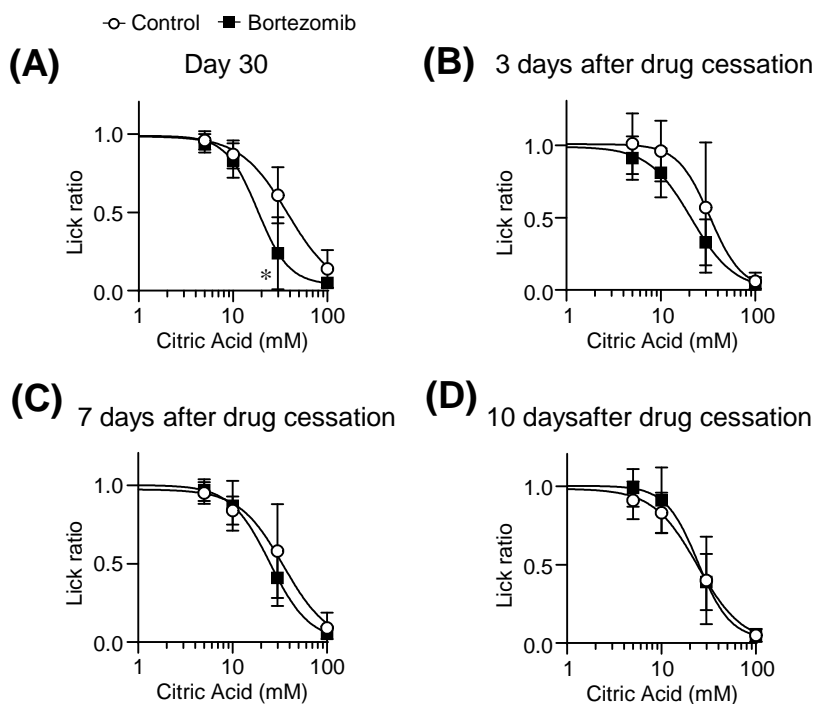 Control Bortezomib
(A) Day 30
1.0
0.5
0.0
Lick ratio
1 10 100
Citric Acid (mM)
*
(B) 3 days after drug cessation
1.0
0.5
0.0
Lick ratio
1 10 100
Citric Acid (mM)
(C) 7 days after drug cessation
1.0
0.5
0.0
Lick ratio
1 10 100
Citric Acid (mM)
(D) 10 daysafter drug cessation
1.0
0.5
0.0
Lick ratio
1 10 100
Citric Acid (mM)